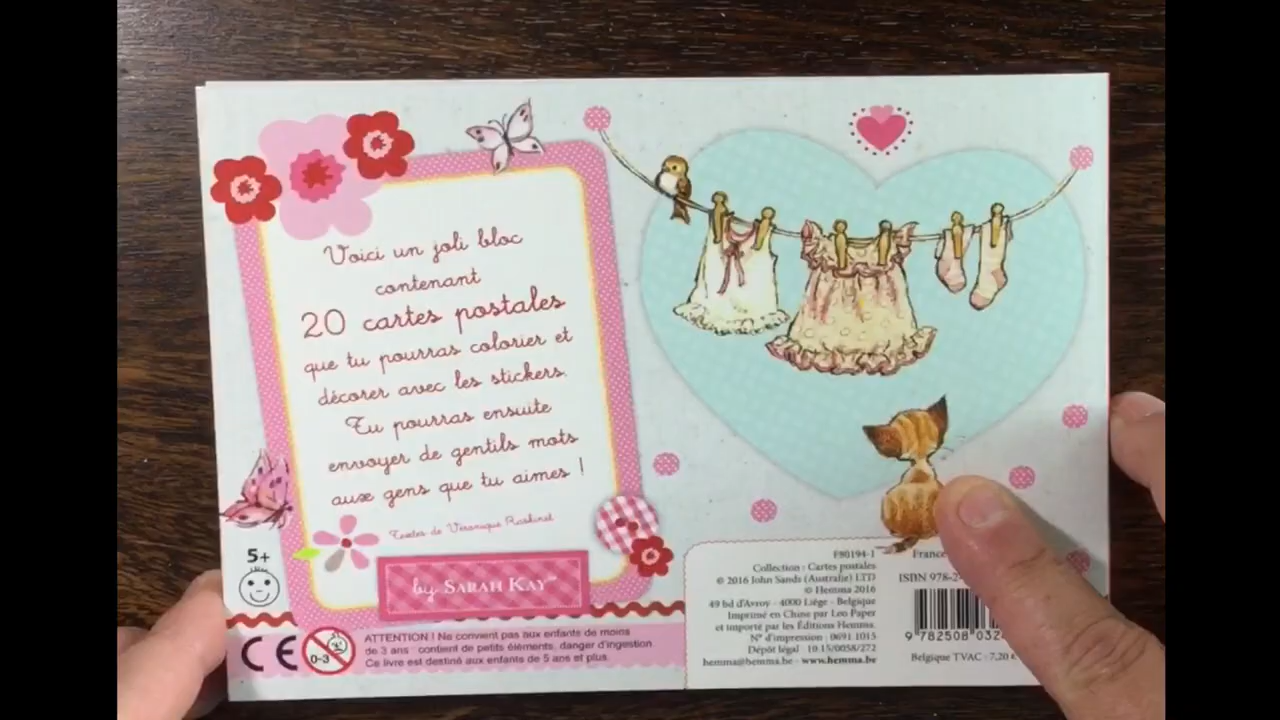 Voici un joli bloc
contenant
20 cartes postales
que tu pourras colorier et
décorer avec les stickers.
Tu pourras ensuite
envoyer de gentils mots
aux gens que tu aimes !
Textes de Véronique
by SARAH KAY™
5+
CE
0-3
ATTENTION ! Ne convient pas aux enfants de moins
de 3 ans : contient de petits éléments, danger d'ingestion.
Ce livre est destiné aux enfants de 5 ans et plus.
F80194-1
Collection : Cartes postales
© 2016 John Sands (Australie) LTD
© Hemma 2016
49 bd d'Avroy - 4000 Liège - Belgique
Imprimé en Chine par Leo Paper
et importé par les Éditions Hemma.
N° d'impression : 0691 1015
Dépôt légal : 10.15/0058/272
hemma@hemma.be - www.hemma.be
France
ISBN 978-2
9 782508 032
Belgique TVAC : 7,20 €